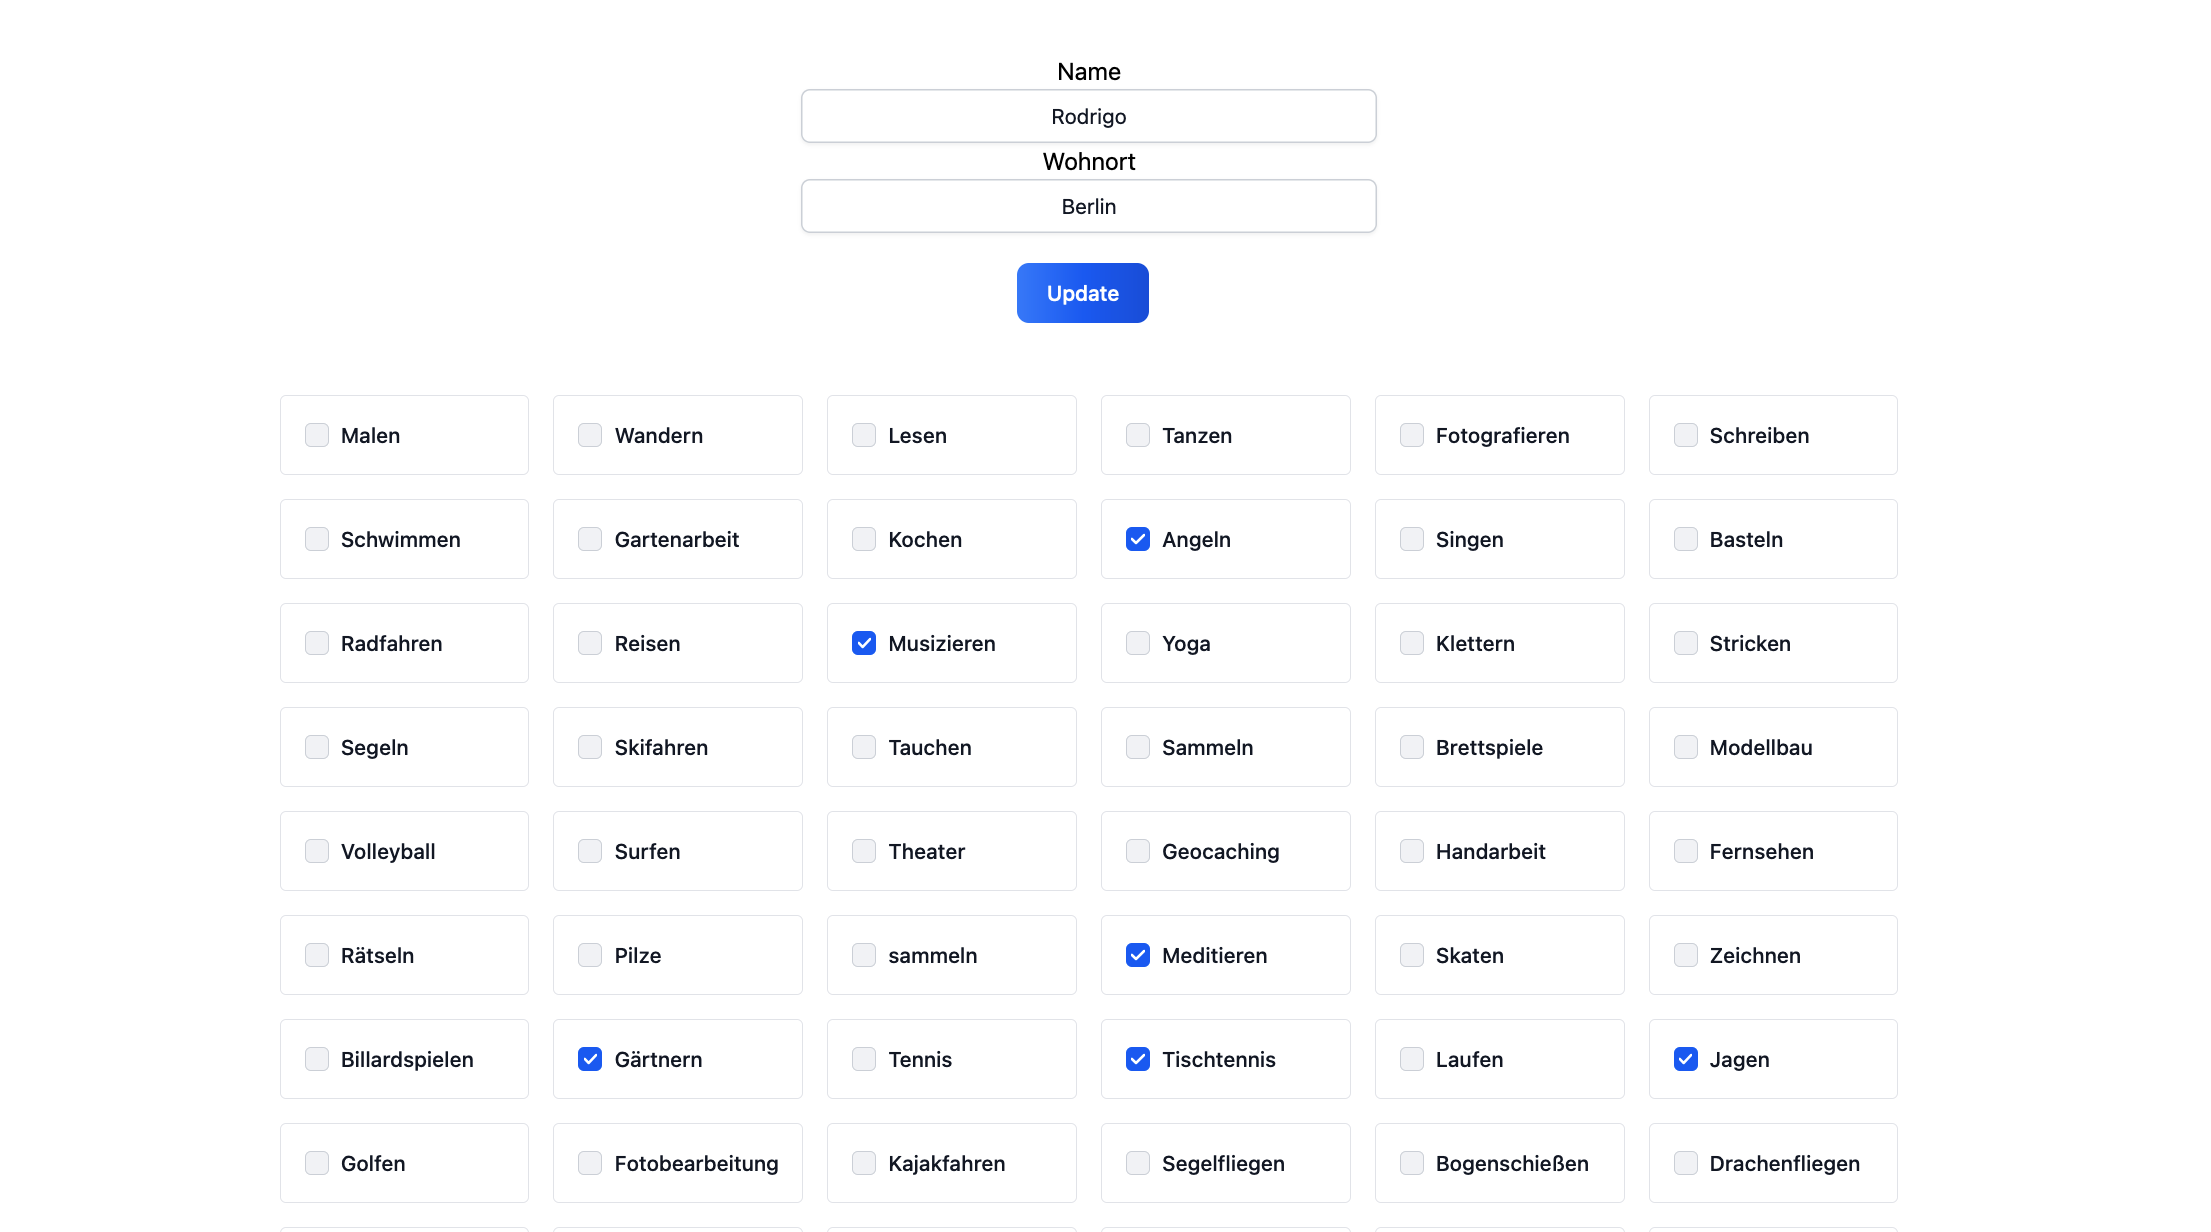 Name
Rodrigo
Wohnort
Berlin
Update
Malen Wandern Lesen Tanzen Fotografieren Schreiben
Schwimmen Gartenarbeit Kochen Angeln Singen Basteln
Radfahren Reisen Musizieren Yoga Klettern Stricken
Segeln Skifahren Tauchen Sammeln Brettspiele Modellbau
Volleyball Surfen Theater Geocaching Handarbeit Fernsehen
Rätseln Pilze sammeln Meditieren Skaten Zeichnen
Billardspielen Gärtnern Tennis Tischtennis Laufen Jagen
Golfen Fotobearbeitung Kajakfahren Segelfliegen Bogenschießen Drachenfliegen